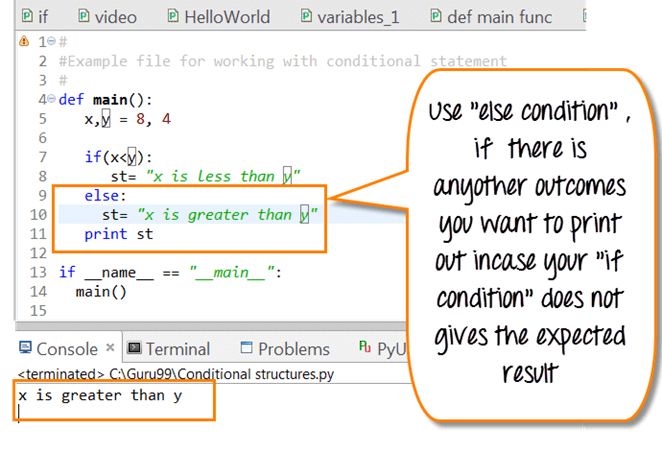 if video HelloWorld variables_1 def main func
1 #
2 #Example file for working with conditional statement
3 #
4 def main():
5 x,y = 8, 4
6
7 if(x<y):
8 st= "x is less than y"
9 else:
10 st= "x is greater than y"
11 print st
12
13 if __name__ == "__main__":
14 main()
15
Use "else condition" ,
if there is
anyother outcomes
you want to print
out incase your "if
condition" does not
gives the expected
result
Console Terminal Problems PyU
<terminated> C:\Guru99\Conditional structures.py
x is greater than y